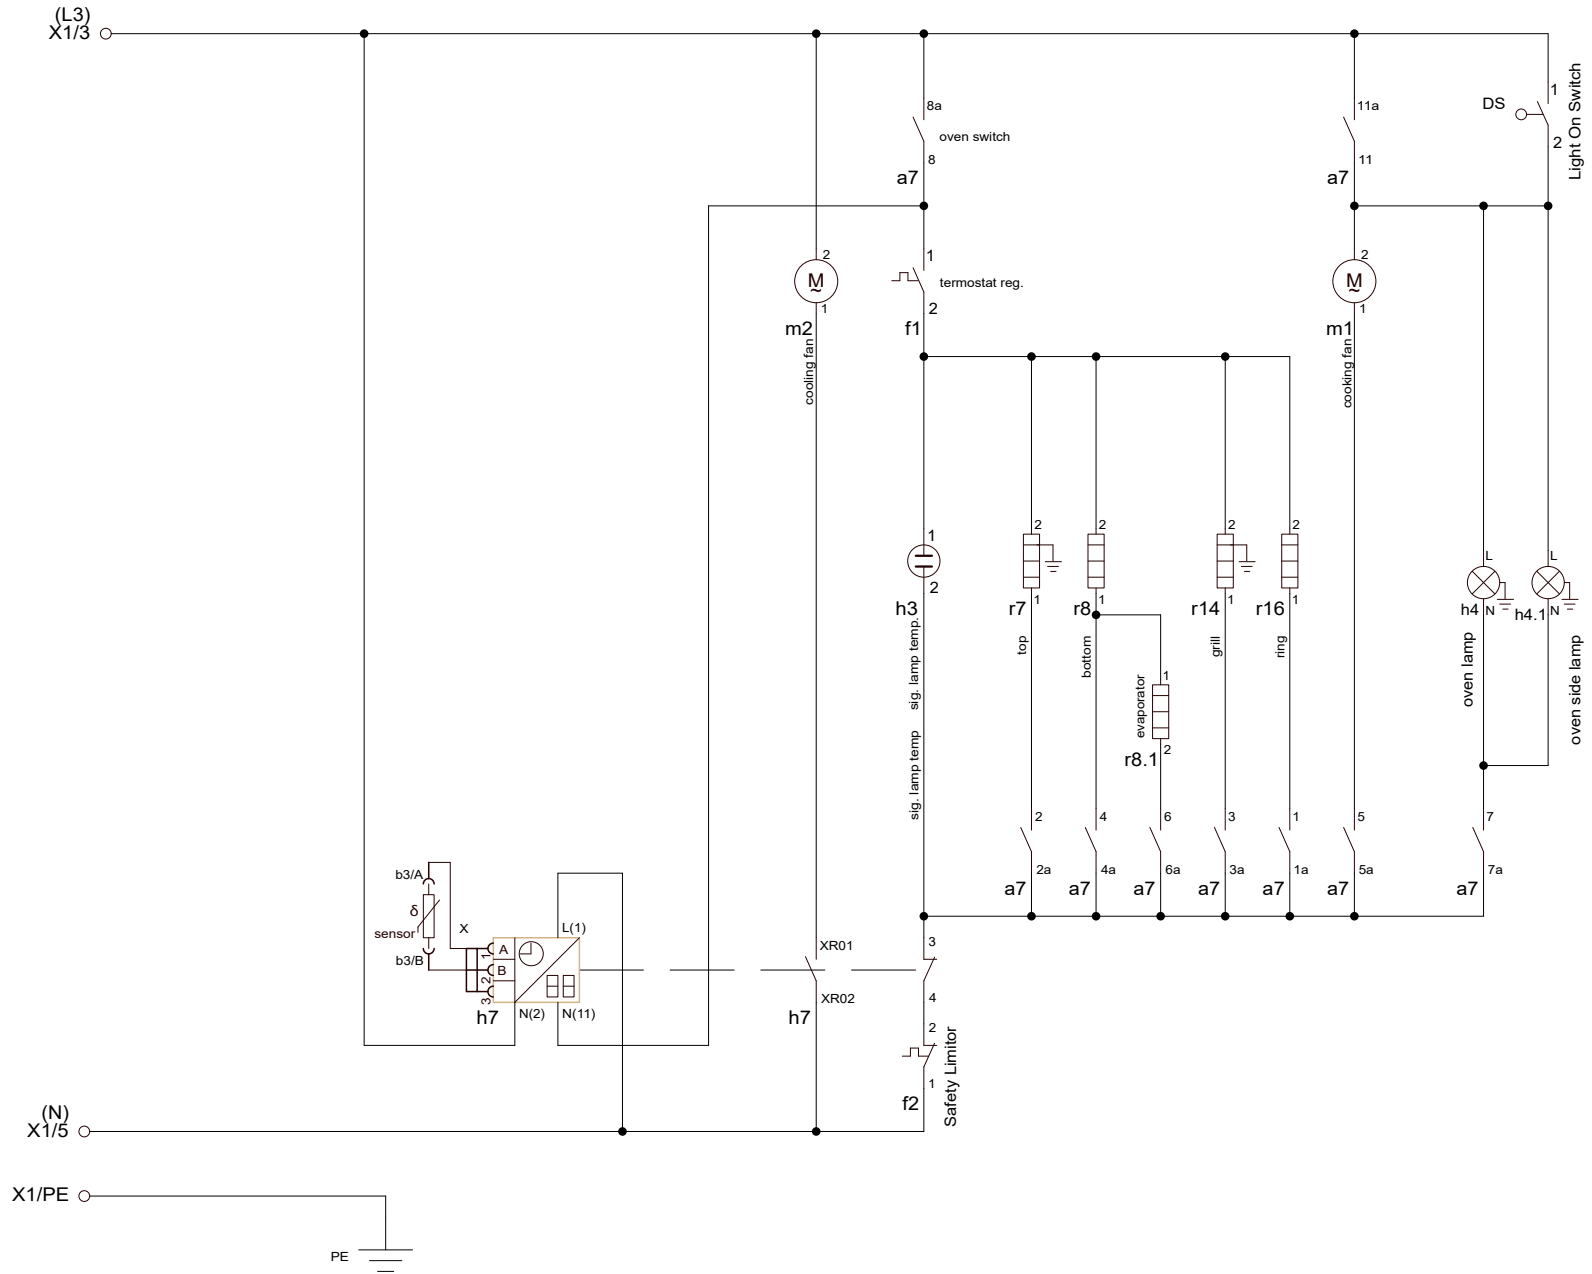 (L3)
X1/3
8a
oven switch
8
a7
11a
11
a7
DS
1
2
Light On Switch
2
M
~
1
m2
cooling fan
1
termostat reg.
2
f1
2
M
~
1
m1
cooking fan
1
2
h3
sig. lamp temp.
sig. lamp temp
2
1
r7
top
2
1
r8
bottom
1
evaporator
2
r8.1
2
1
r14
grill
2
1
r16
ring
L
h4
N
oven lamp
L
h4.1
N
oven side lamp
2
2a
a7
4
4a
a7
6
6a
a7
3
3a
a7
1
1a
a7
5
5a
a7
7
7a
a7
b3/A
δ
sensor
b3/B
X
A
B
1
2
3
L(1)
h7
N(2)
N(11)
XR01
XR02
h7
3
4
2
1
f2
Safety Limitor
(N)
X1/5
X1/PE
PE